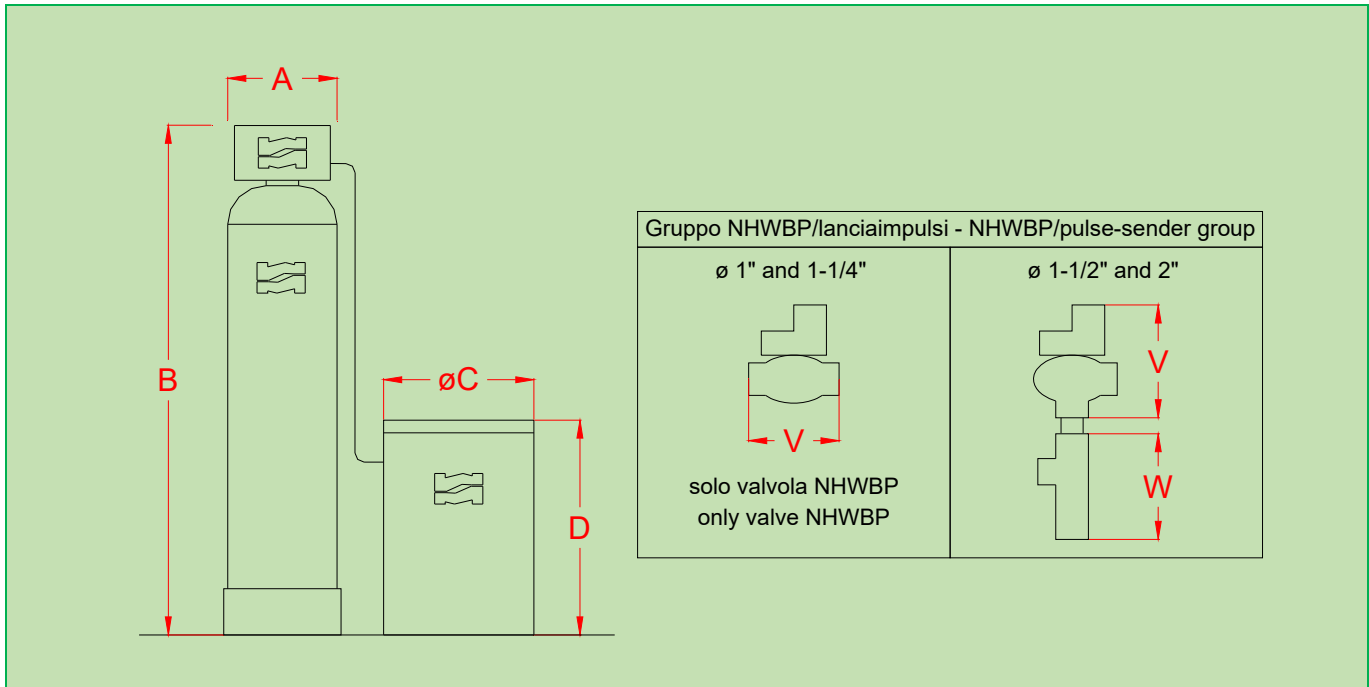 A
B
øC
D
Gruppo NHWBP/lanciaimpulsi - NHWBP/pulse-sender group
ø 1" and 1-1/4"
V
solo valvola NHWBP
only valve NHWBP
ø 1-1/2" and 2"
V
W